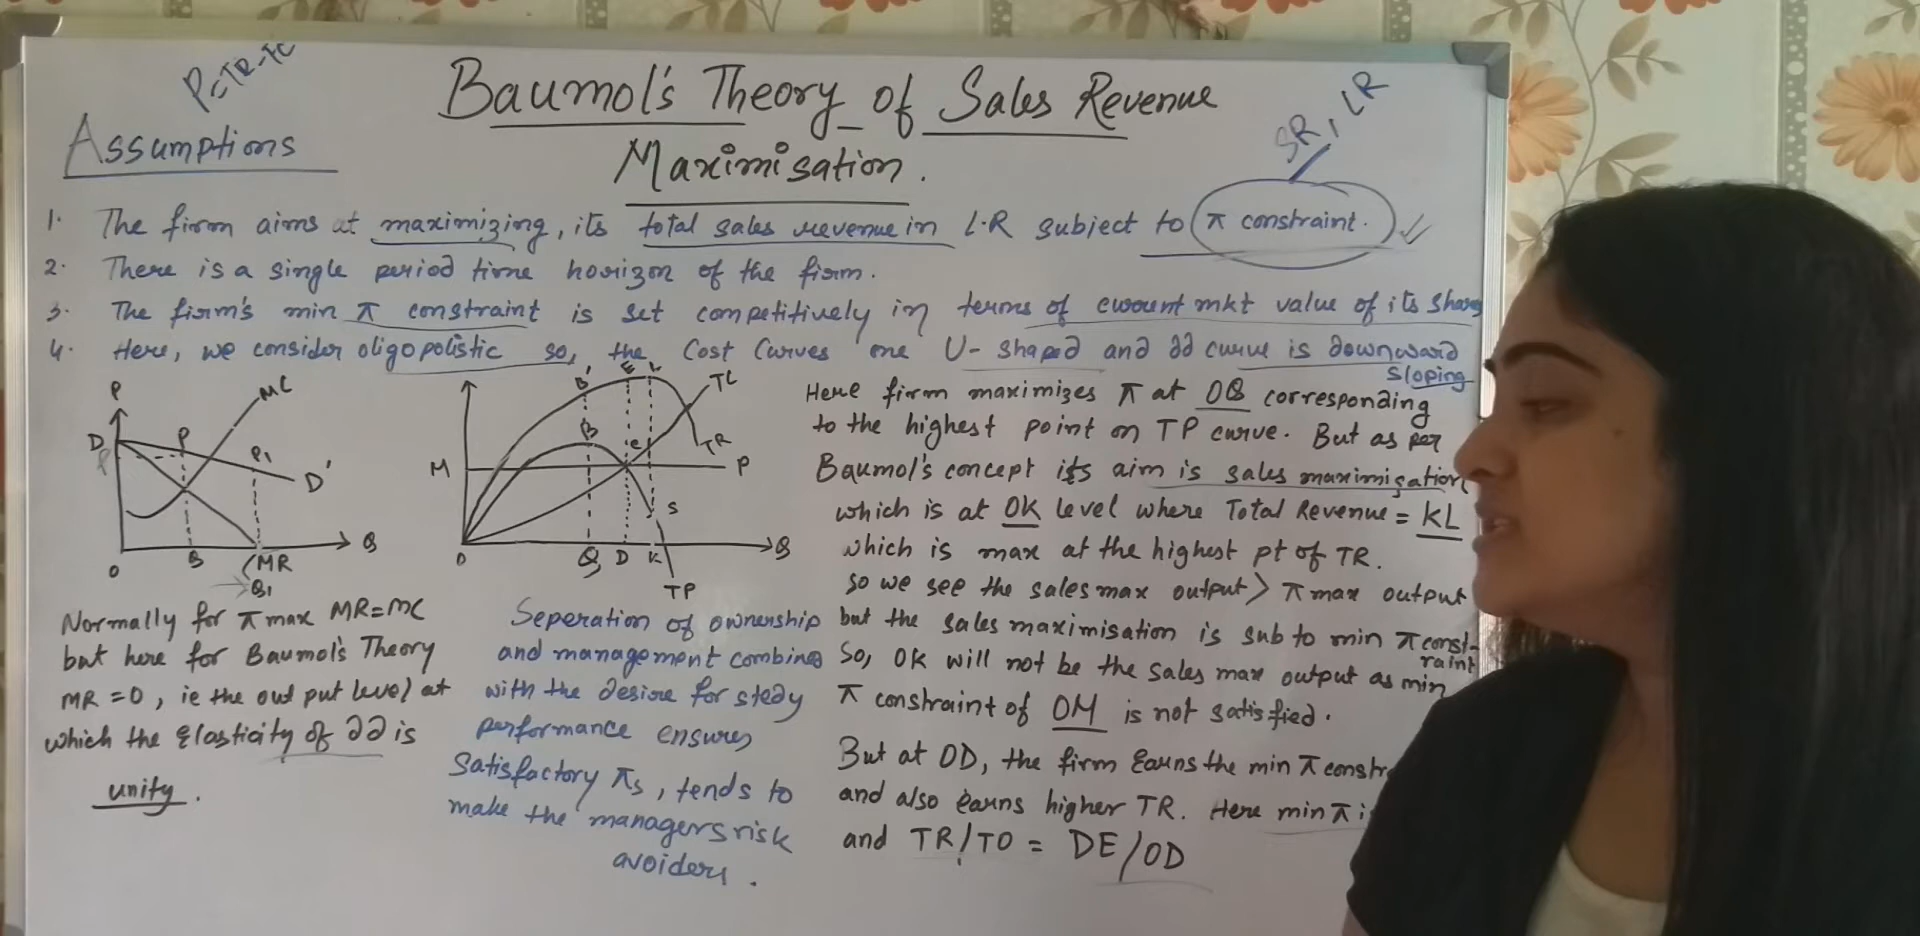 P=TR-TC
Baumol's Theory of Sales Revenue
Maximisation.
SR, LR
Assumptions
1. The firm aims at maximizing, its total sales revenue in L.R subject to π constraint.
2. There is a single period time horizon of the firm.
3. The firm's min π constraint is set competitively in terms of current mkt value of its shares
4. Here, we consider oligopolistic so, the Cost Curves are U-shaped and dd curve is downward
sloping
P
MC
D
P
P
P1
D'
O
B
MR
Q1
Q
Normally for π max MR=MC
but here for Baumol's Theory
MR=0, ie the out put level at
which the Elasticity of dd is
unity.
B'
E
L
TC
B
e
TR
M
P
S
O
Q
D
K
Q
TP
Seperation of ownership
and management combined
with the desire for stedy
performance ensures
Satisfactory πs, tends to
make the managers risk
avoiders.
Here firm maximizes π at OQ corresponding
to the highest point on TP curve. But as per
Baumol's concept its aim is sales maximisation
which is at OK level where Total Revenue = KL
which is max at the highest pt of TR.
So we see the sales max output > π max output
but the sales maximisation is sub to min π constraint
So, OK will not be the sales max output as min
π constraint of OM is not satisfied.
But at OD, the firm Earns the min π constr
and also earns higher TR. Here min π i
and TR/TO = DE/OD